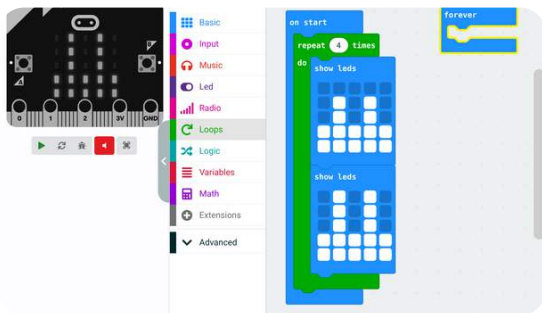 B
A
0 1 2 3V GND
Basic
Input
Music
Led
Radio
Loops
Logic
Variables
Math
Extensions
Advanced
on start
repeat 4 times
do
show leds
show leds
forever